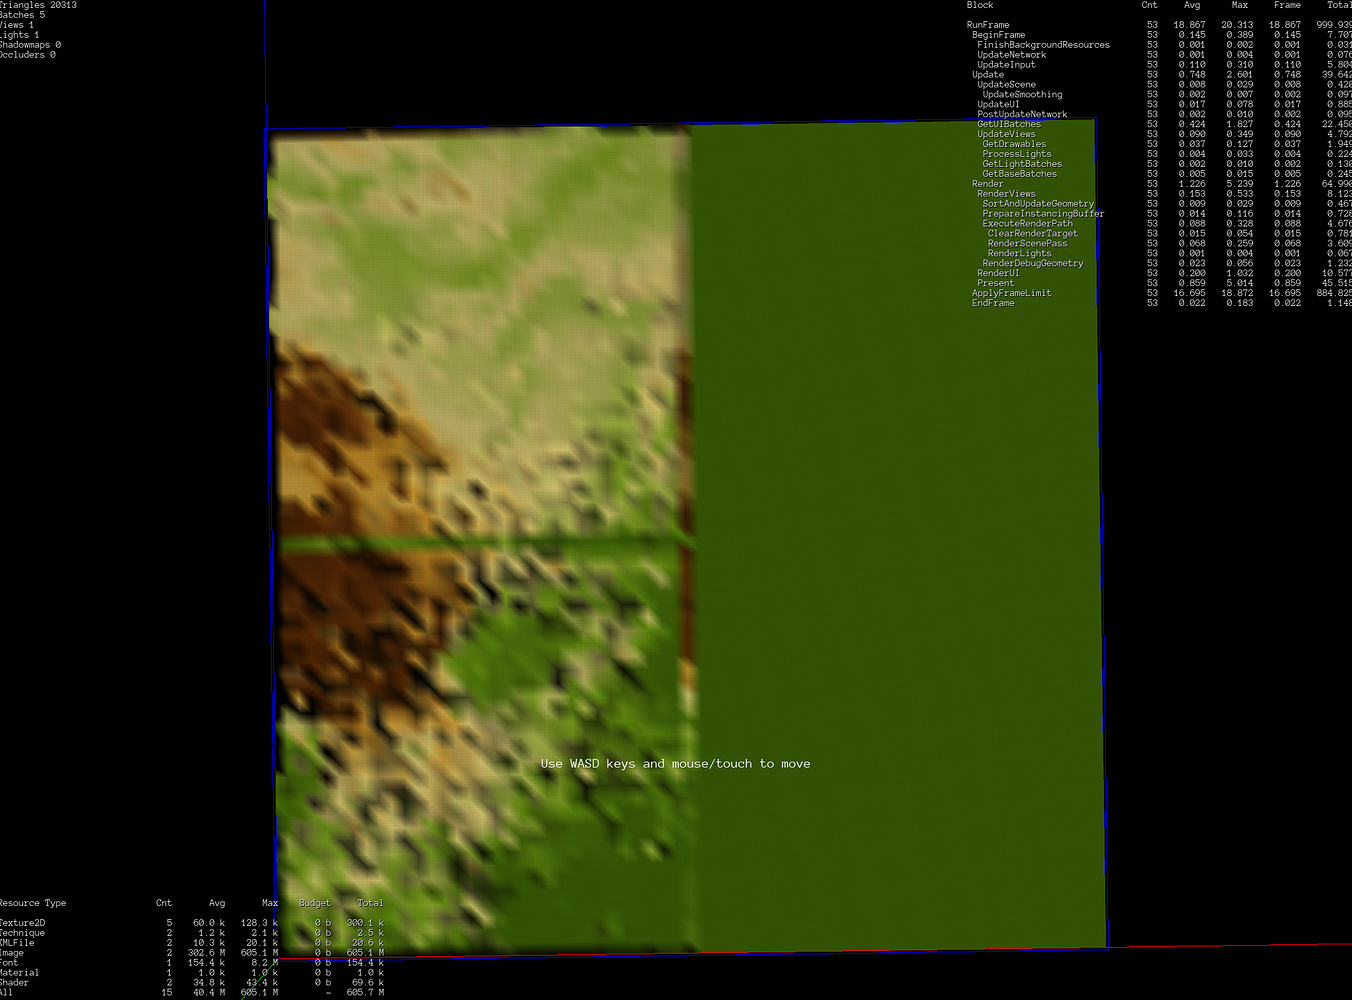 Triangles 20313
Batches 5
Views 1
Lights 1
Shadowmaps 0
Occluders 0
Block Cnt Avg Max Frame Total
RunFrame 53 18.867 20.313 18.867 999.939
BeginFrame 53 0.145 0.389 0.145 7.707
FinishBackgroundResources 53 0.001 0.002 0.001 0.031
UpdateNetwork 53 0.001 0.004 0.001 0.076
UpdateInput 53 0.110 0.310 0.110 5.804
Update 53 0.748 2.601 0.748 39.642
UpdateScene 53 0.008 0.029 0.008 0.420
UpdateSmoothing 53 0.002 0.007 0.002 0.097
UpdateUI 53 0.017 0.078 0.017 0.885
PostUpdateNetwork 53 0.002 0.010 0.002 0.095
GetUIBatches 53 0.424 1.827 0.424 22.450
UpdateViews 53 0.090 0.349 0.090 4.792
GetDrawables 53 0.037 0.127 0.037 1.949
ProcessLights 53 0.004 0.033 0.004 0.224
GetLightBatches 53 0.002 0.010 0.002 0.130
GetBaseBatches 53 0.005 0.015 0.005 0.245
Render 53 1.226 5.239 1.226 64.990
RenderViews 53 0.153 0.533 0.153 8.123
SortAndUpdateGeometry 53 0.009 0.029 0.009 0.467
PrepareInstancingBuffer 53 0.014 0.116 0.014 0.728
ExecuteRenderPath 53 0.088 0.328 0.088 4.676
ClearRenderTarget 53 0.015 0.054 0.015 0.781
RenderScenePass 53 0.068 0.259 0.068 3.609
RenderLights 53 0.001 0.004 0.001 0.067
RenderDebugGeometry 53 0.023 0.056 0.023 1.232
RenderUI 53 0.200 1.032 0.200 10.577
Present 53 0.859 5.014 0.859 45.515
ApplyFrameLimit 53 16.695 18.872 16.695 884.825
EndFrame 53 0.022 0.183 0.022 1.148
Use WASD keys and mouse/touch to move
Resource Type Cnt Avg Max Budget Total
Texture2D 5 60.0 k 128.3 k 0 b 300.1 k
Technique 2 1.2 k 2.1 k 0 b 2.5 k
XMLFile 2 10.3 k 20.1 k 0 b 20.6 k
Image 2 302.6 M 605.1 M 0 b 605.1 M
Font 1 154.4 k 8.2 M 0 b 154.4 k
Material 1 1.0 k 1.0 k 0 b 1.0 k
Shader 2 34.8 k 43.4 k 0 b 69.6 k
All 15 40.4 M 605.1 M - 605.7 M